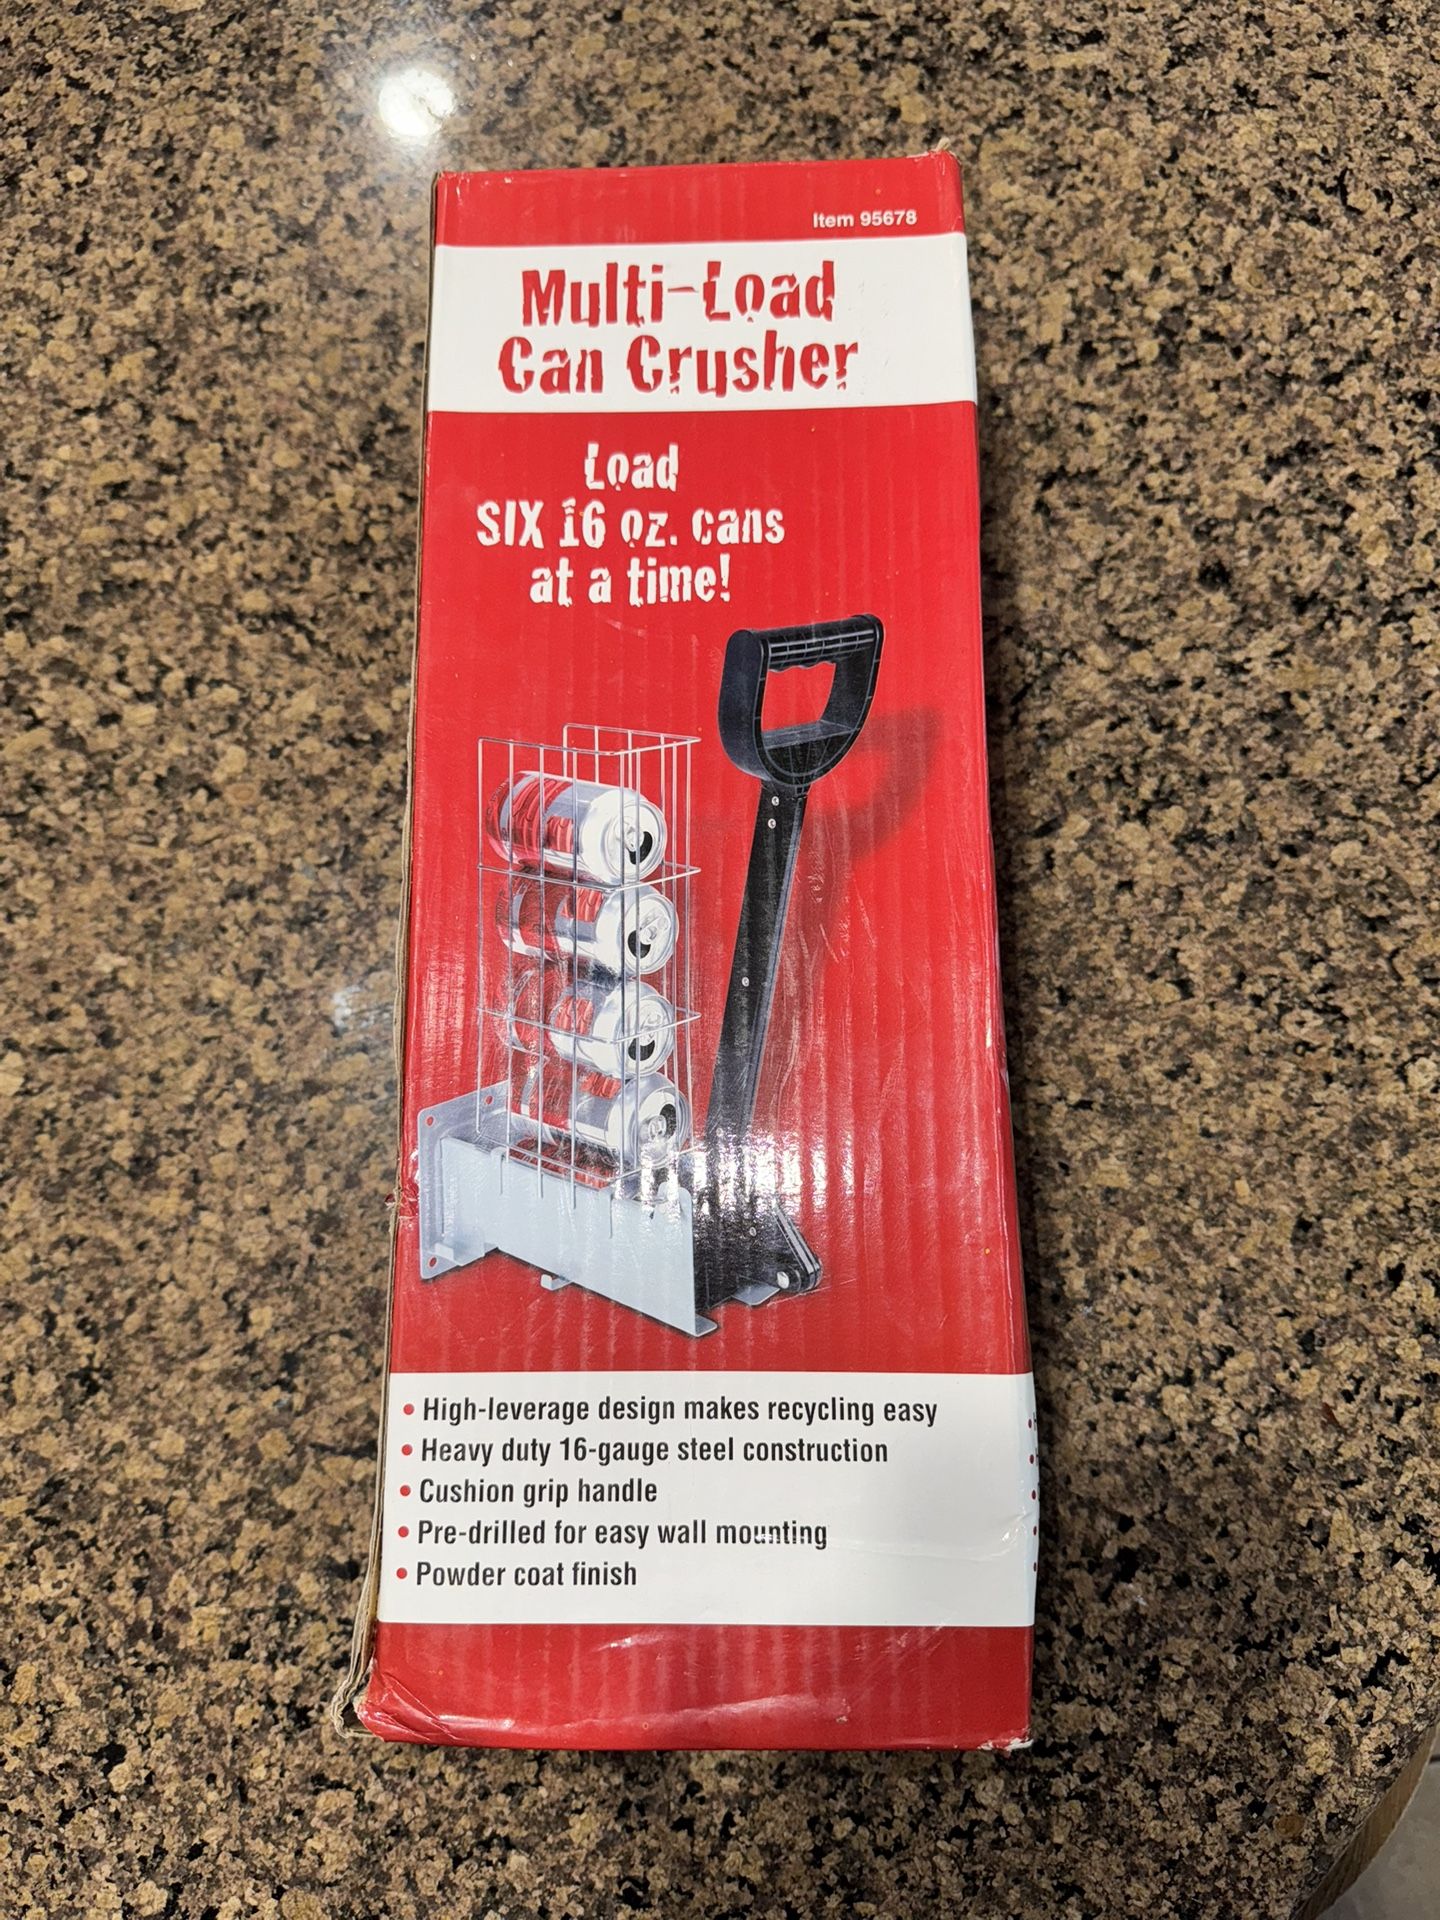 Item 95678
Multi-Load
Can Crusher
Load
SIX 16 oz. cans
at a time!
• High-leverage design makes recycling easy
• Heavy duty 16-gauge steel construction
• Cushion grip handle
• Pre-drilled for easy wall mounting
• Powder coat finish